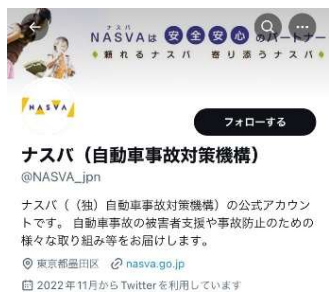 ナスバ
NASVAは 安全安心 のパートナー
頼れるナスバ 寄り添うナスバ
NASVA
フォローする
ナスバ（自動車事故対策機構）
@NASVA_jpn
ナスバ（（独）自動車事故対策機構）の公式アカウン
トです。 自動車事故の被害者支援や事故防止のための
様々な取り組み等をお届けします。
東京都墨田区 nasva.go.jp
2022年11月からTwitterを利用しています